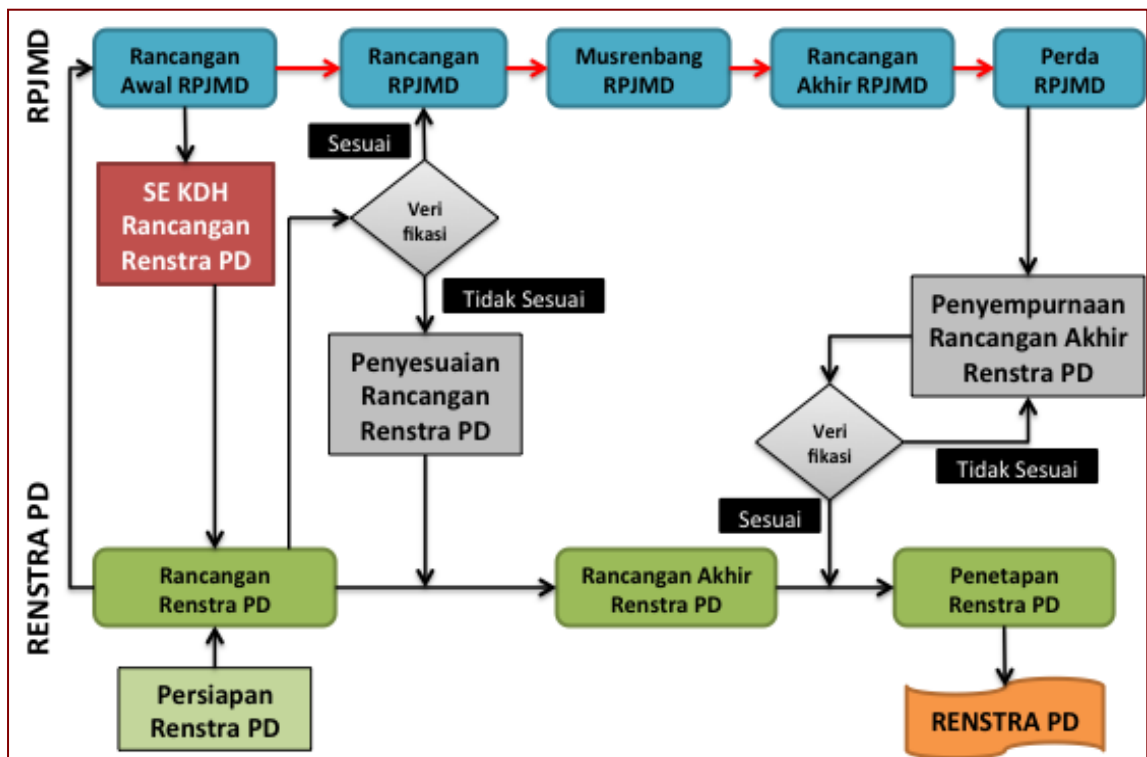 RPJMD
Rancangan
Awal RPJMD
Rancangan
RPJMD
Musrenbang
RPJMD
Rancangan
Akhir RPJMD
Perda
RPJMD
Sesuai
SE KDH
Rancangan
Renstra PD
Veri
fikasi
Tidak Sesuai
Penyesuaian
Rancangan
Renstra PD
Penyempurnaan
Rancangan Akhir
Renstra PD
Veri
fikasi
Tidak Sesuai
Sesuai
RENSTRA PD
Rancangan
Renstra PD
Rancangan Akhir
Renstra PD
Penetapan
Renstra PD
Persiapan
Renstra PD
RENSTRA PD